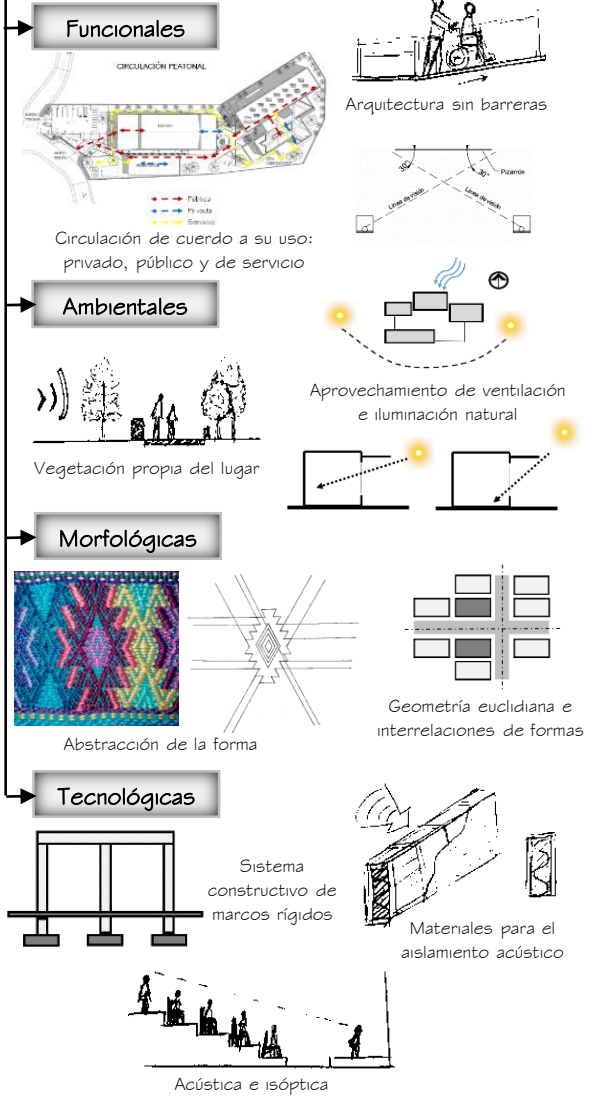 Funcionales
CIRCULACIÓN PEATONAL
Pública
Privada
Servicio
Circulación de cuerdo a su uso:
privado, público y de servicio
Arquitectura sin barreras
30°
30°
Pizarrón
Línea de visión
Línea de visión
Ambientales
Vegetación propia del lugar
Aprovechamiento de ventilación
e iluminación natural
Morfológicas
Abstracción de la forma
Geometría euclidiana e
interrelaciones de formas
Tecnológicas
Sistema
constructivo de
marcos rígidos
Materiales para el
aislamiento acústico
Acústica e isóptica